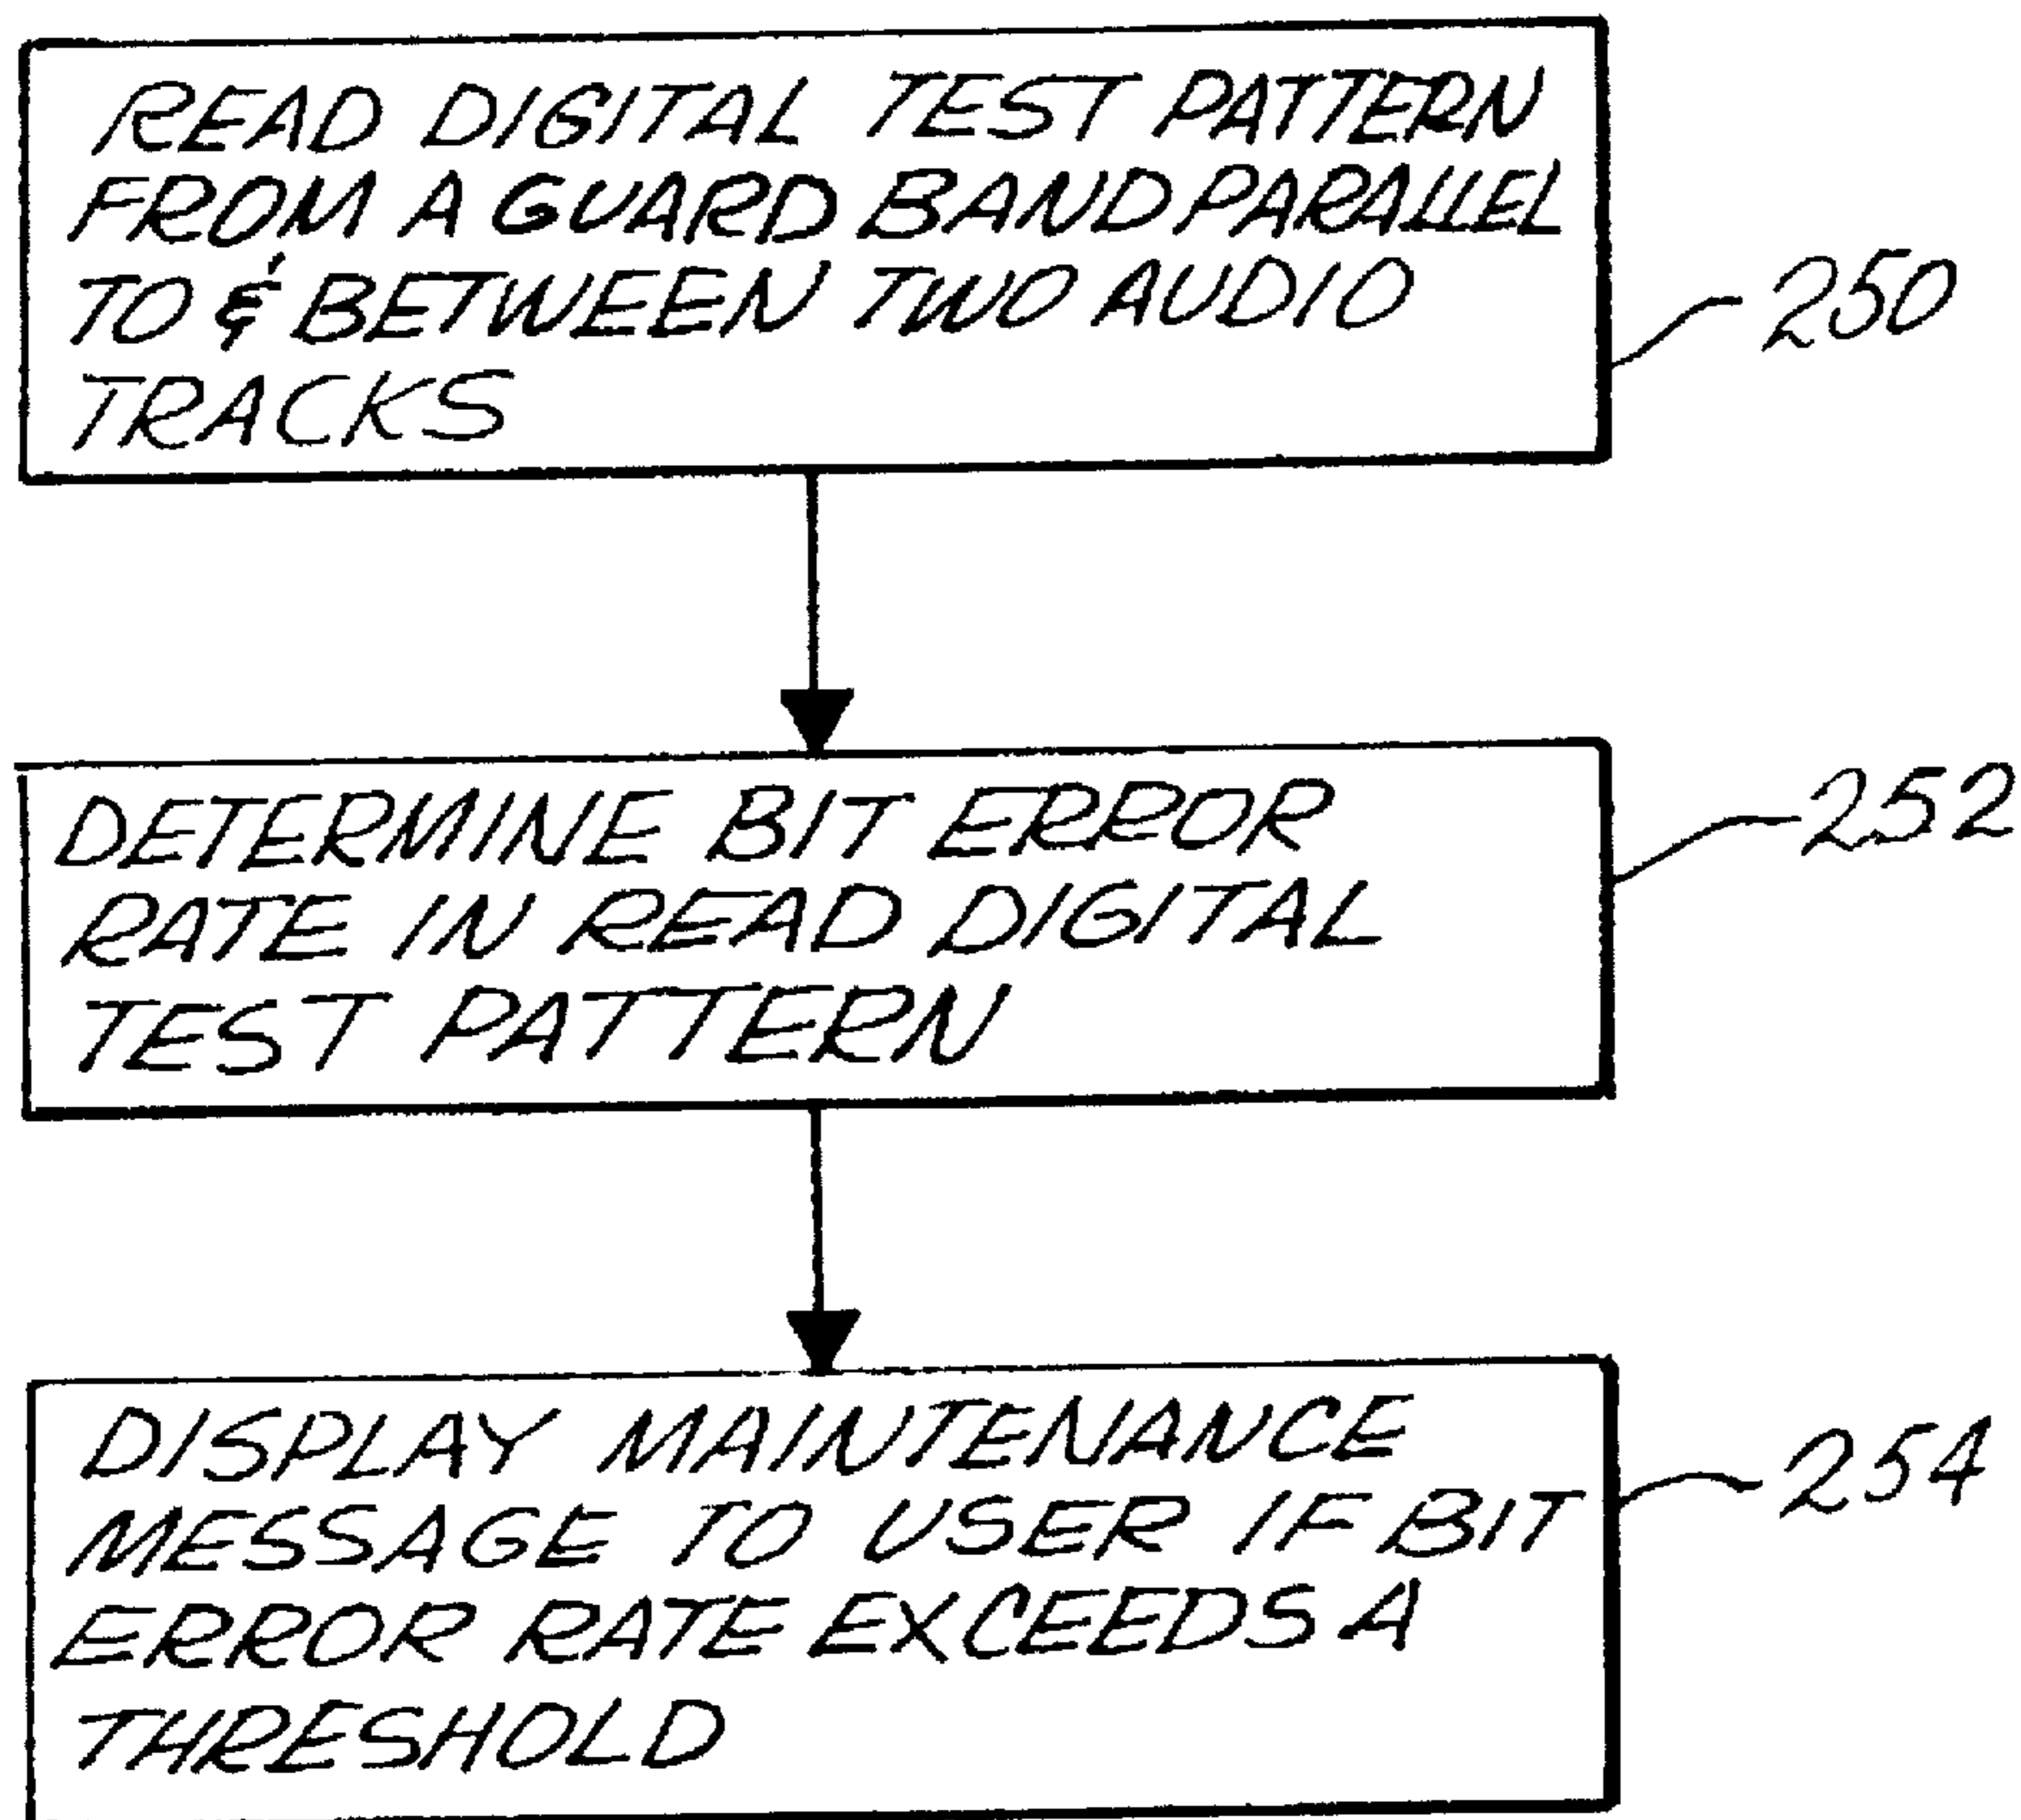 READ DIGITAL TEST PATTERN
FROM A GUARD BAND PARALLEL
TO & BETWEEN TWO AUDIO
TRACKS
250
DETERMINE BIT ERROR
RATE IN READ DIGITAL
TEST PATTERN
252
DISPLAY MAINTENANCE
MESSAGE TO USER IF BIT
ERROR RATE EXCEEDS A
THRESHOLD
254